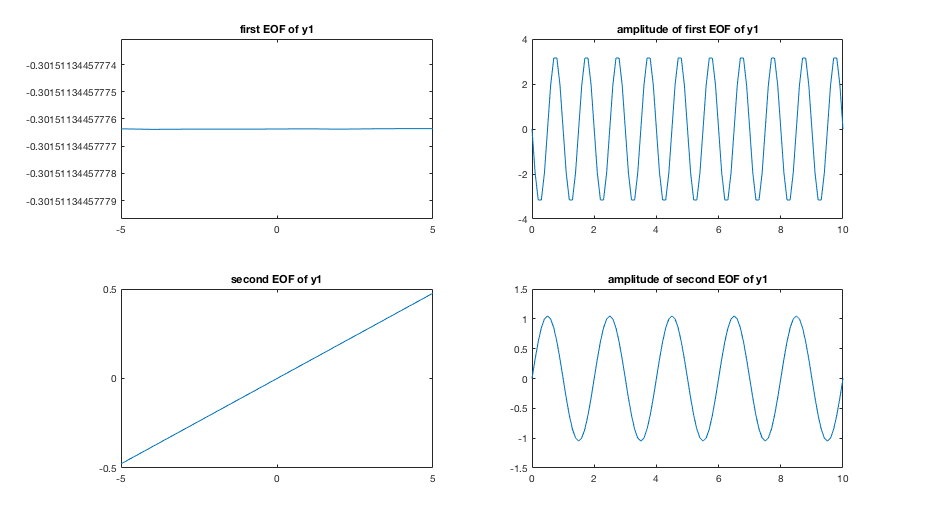 first EOF of y1
-0.30151134457774
-0.30151134457775
-0.30151134457776
-0.30151134457777
-0.30151134457778
-0.30151134457779
-5 0 5
amplitude of first EOF of y1
4
2
0
-2
-4
0 2 4 6 8 10
second EOF of y1
0.5
0
-0.5
-5 0 5
amplitude of second EOF of y1
1.5
1
0.5
0
-0.5
-1
-1.5
0 2 4 6 8 10